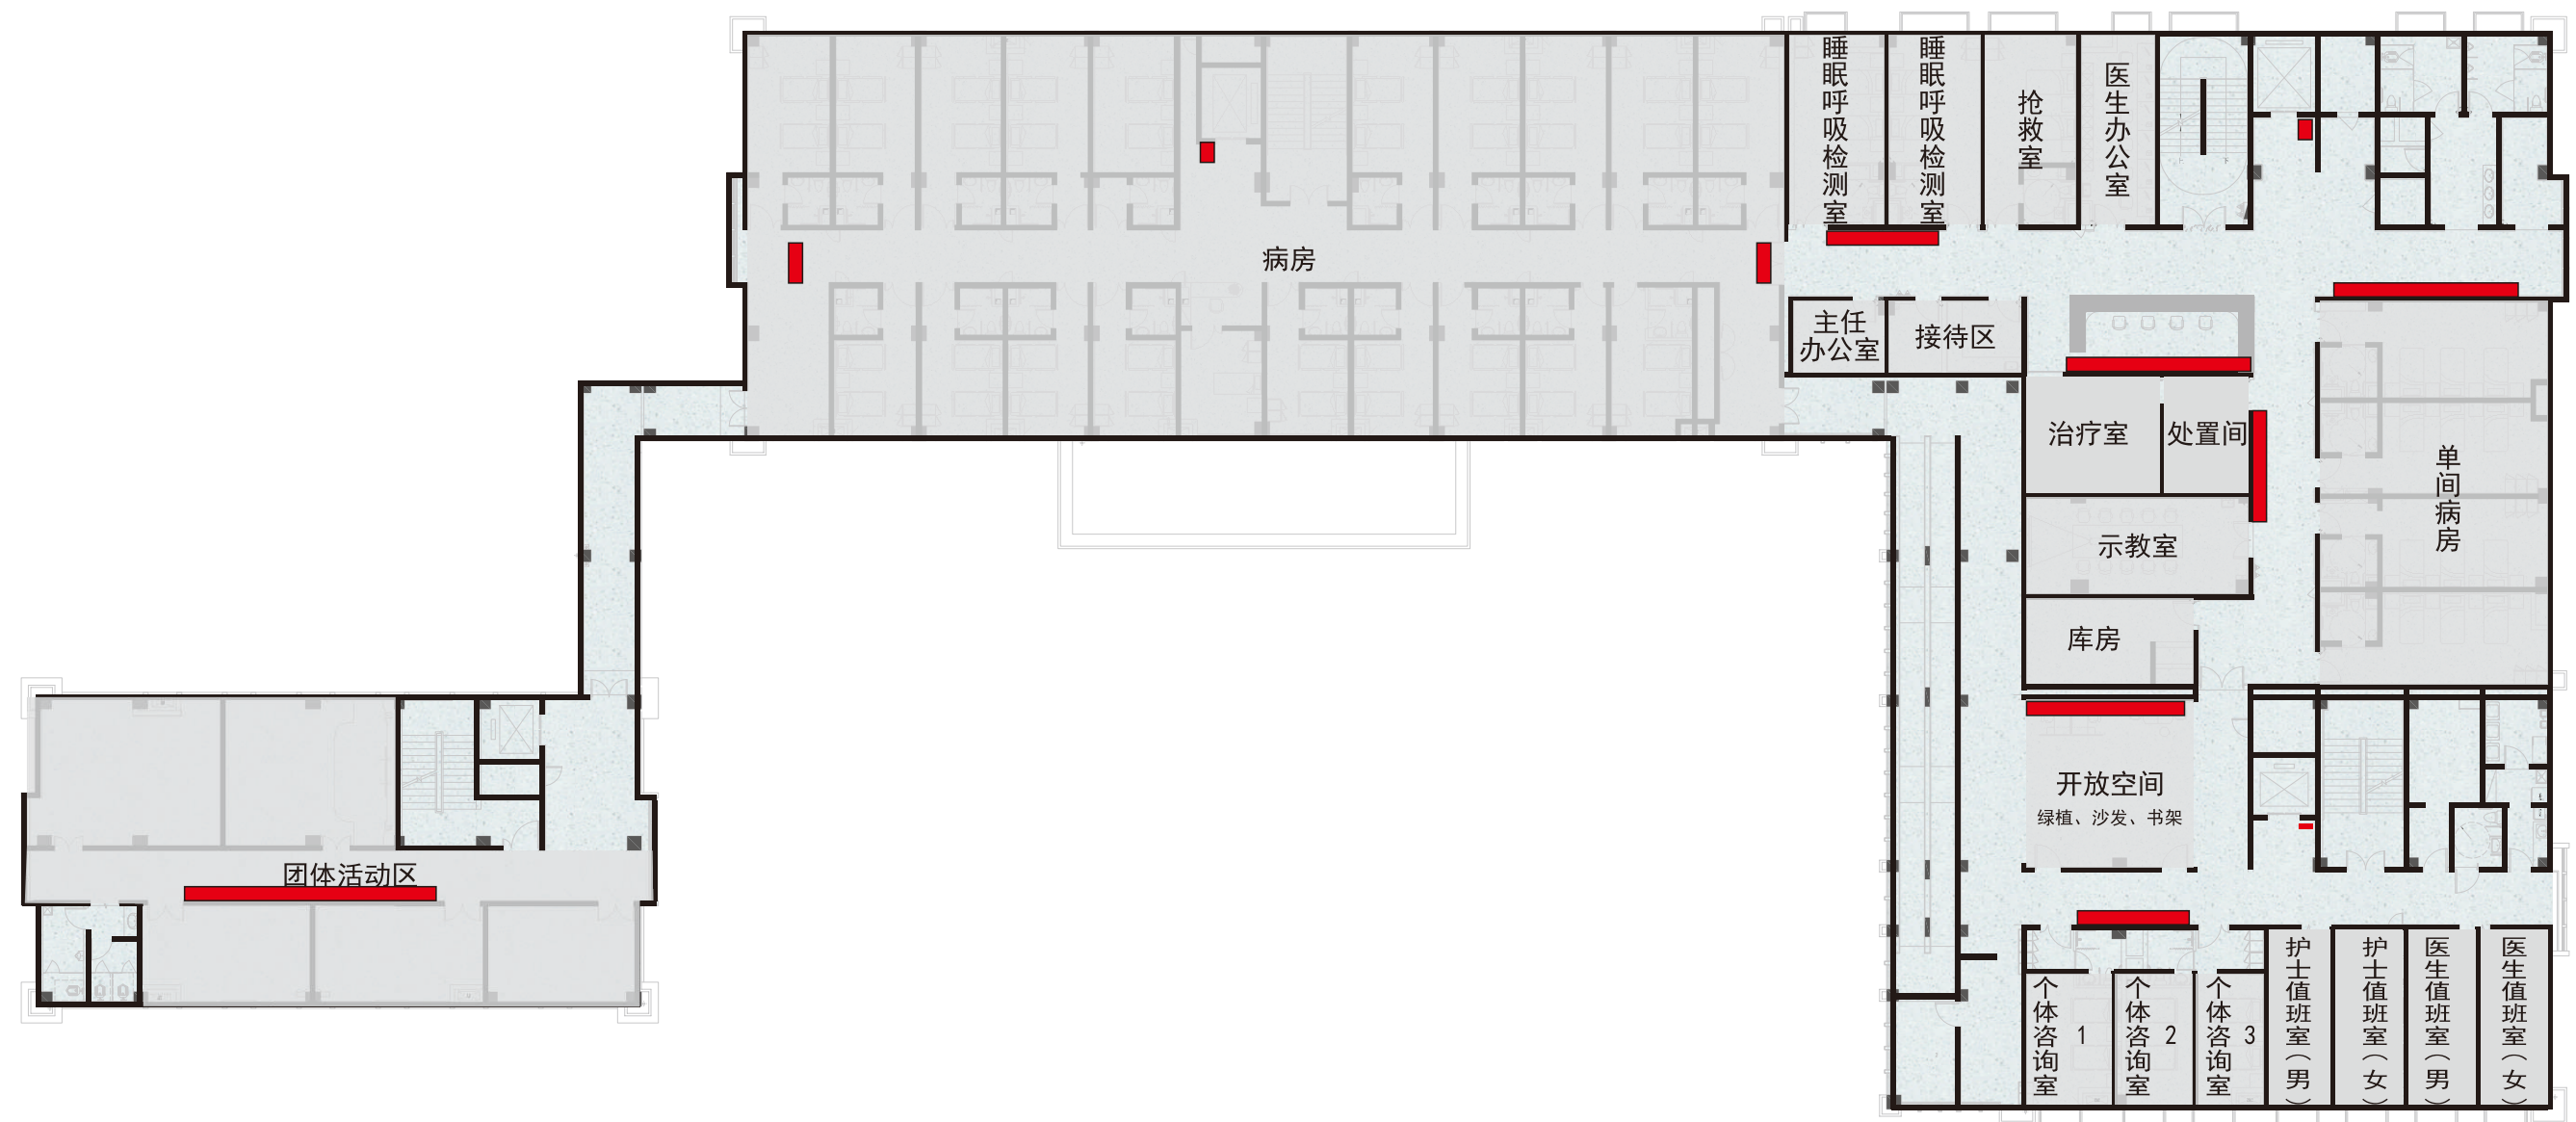 睡眠呼吸检测室
睡眠呼吸检测室
抢救室
医生办公室
病房
主任
办公室
接待区
治疗室
处置间
单间病房
示教室
库房
开放空间
绿植、沙发、书架
团体活动区
个体咨询室 1
个体咨询室 2
个体咨询室 3
护士值班室(男)
护士值班室(女)
医生值班室(男)
医生值班室(女)